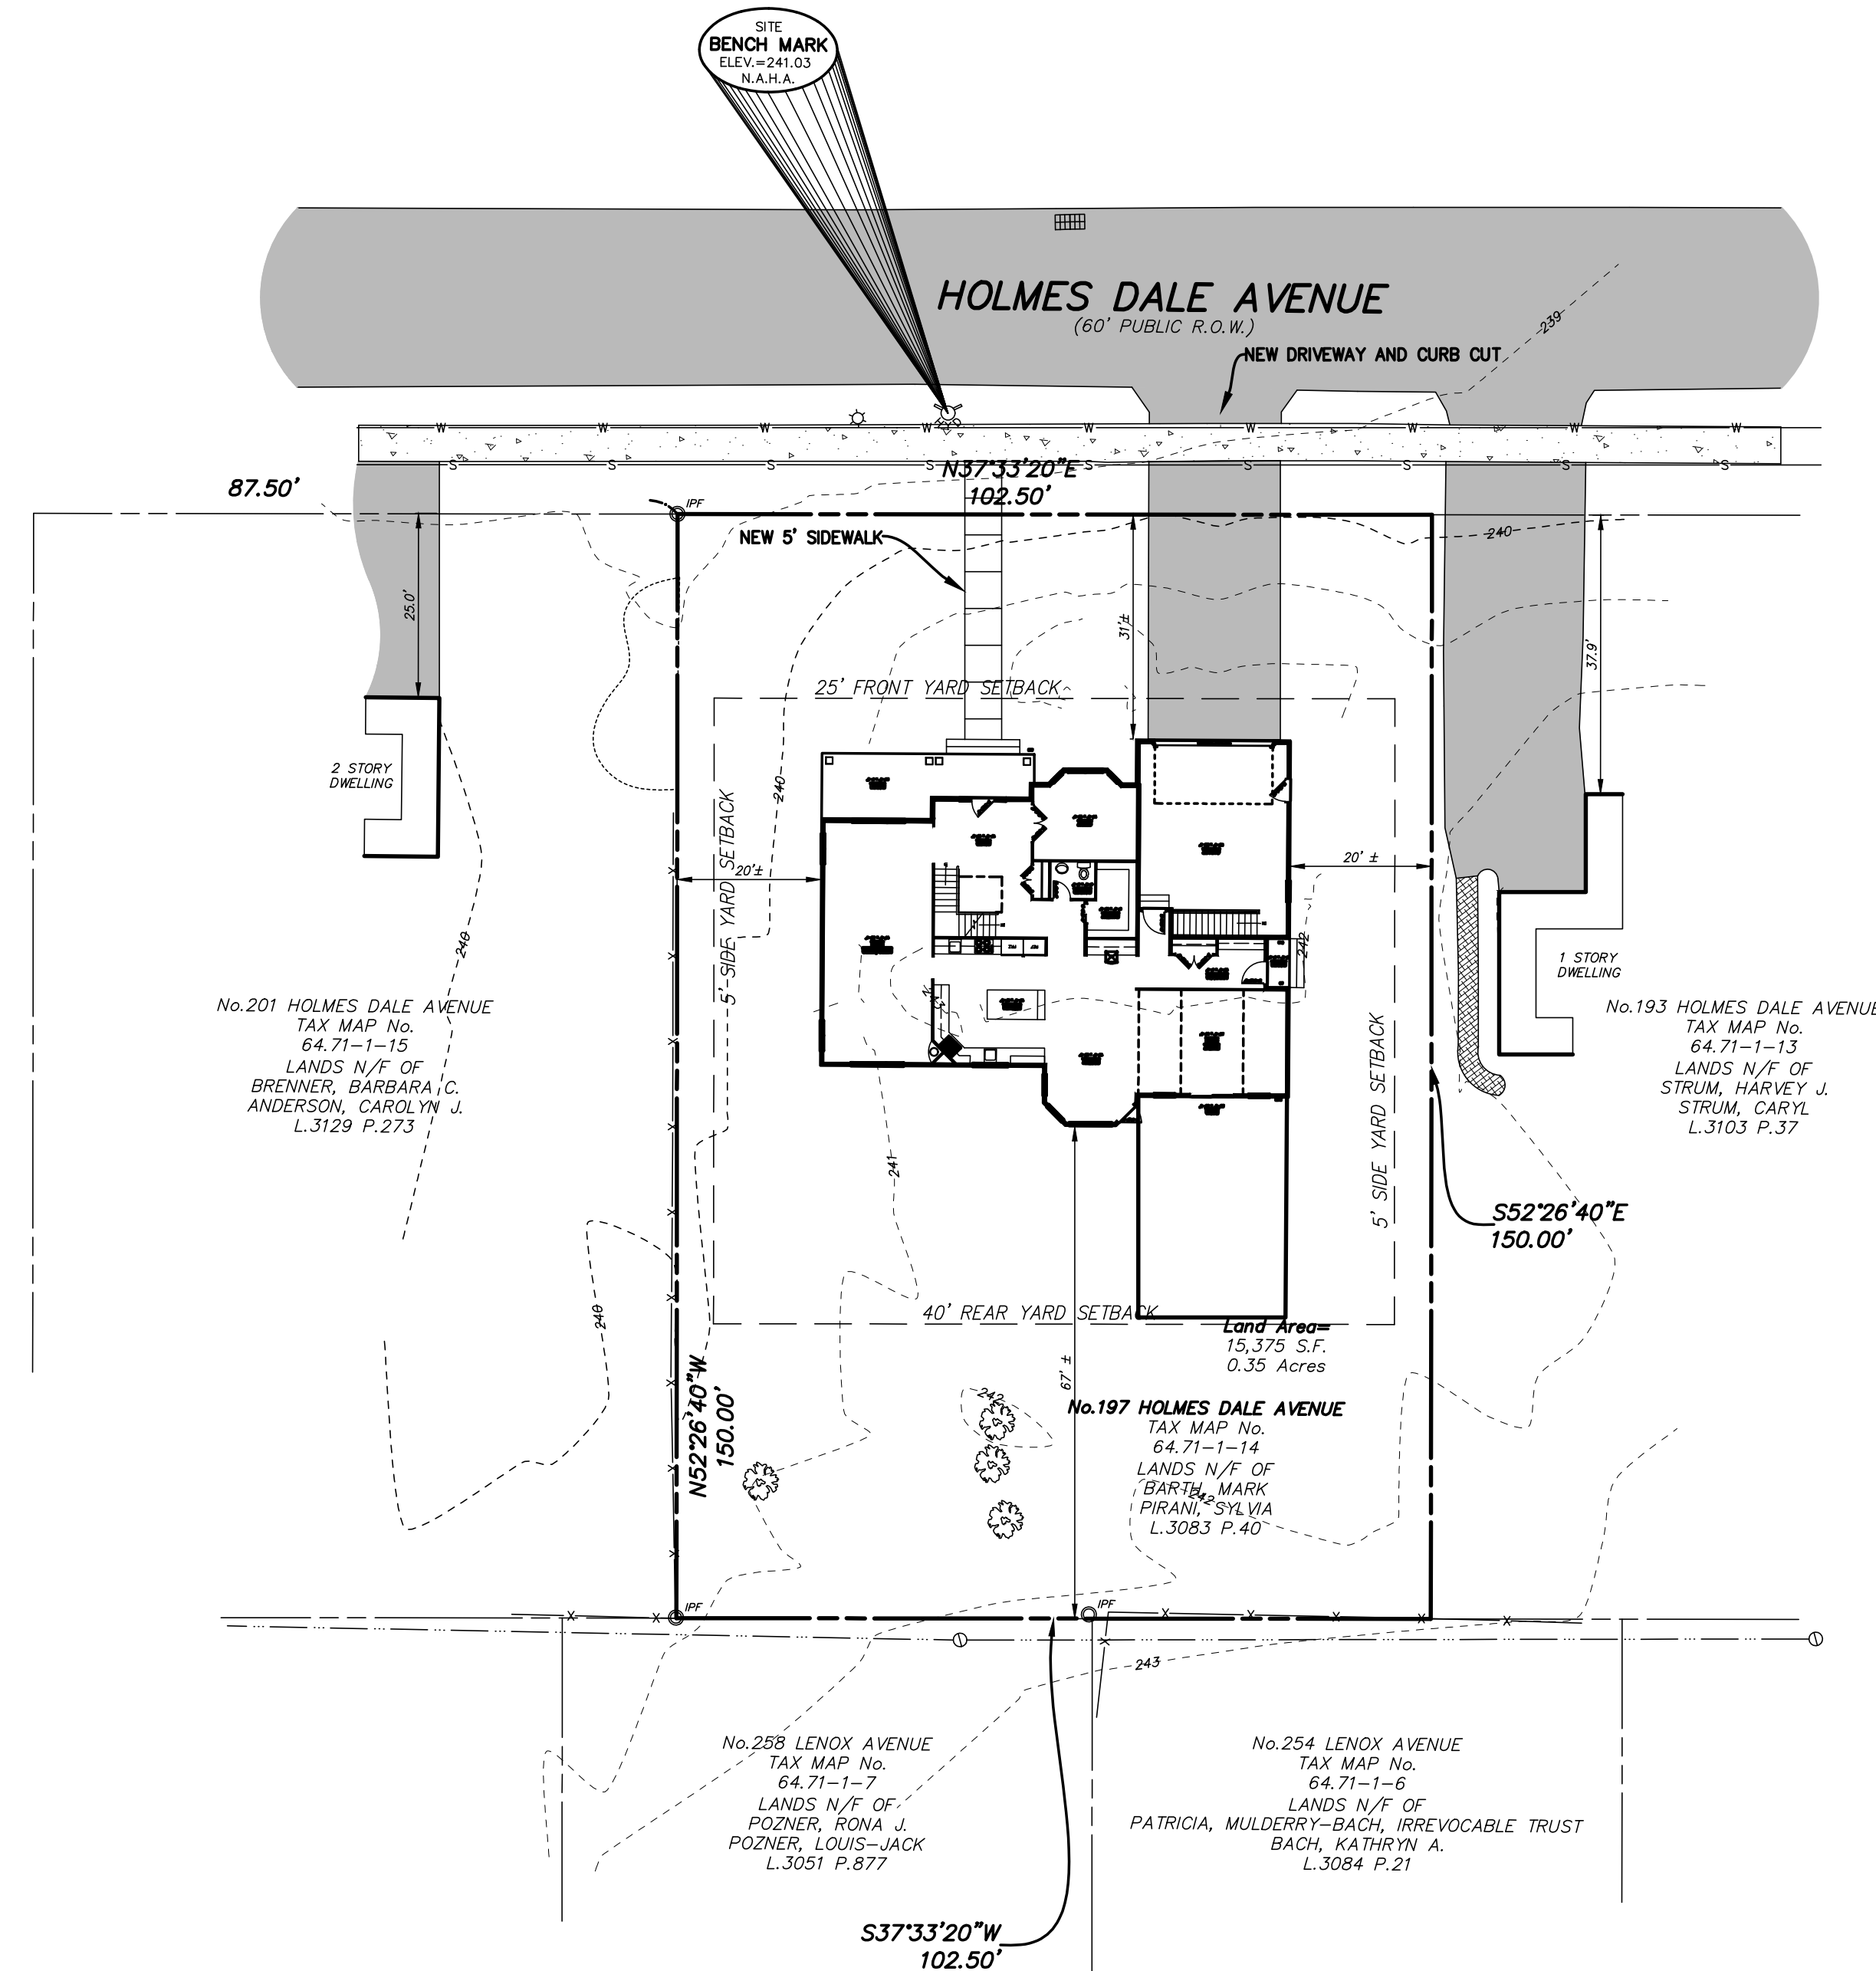 SITE
BENCH MARK
ELEV.=241.03
N.A.H.A.
HOLMES DALE AVENUE
(60' PUBLIC R.O.W.)
239
NEW DRIVEWAY AND CURB CUT
HYD
W W W W W W W W W
S S S S S S S S S
N37°33'20"E
102.50'
87.50'
IPF
NEW 5' SIDEWALK
240
25.0'
31'±
37.9'
25' FRONT YARD SETBACK
2 STORY
DWELLING
240
5' SIDE YARD SETBACK
20'±
20' ±
240
242
1 STORY
DWELLING
No.201 HOLMES DALE AVENUE
TAX MAP No.
64.71-1-15
LANDS N/F OF
BRENNER, BARBARA C.
ANDERSON, CAROLYN J.
L.3129 P.273
No.193 HOLMES DALE AVENUE
TAX MAP No.
64.71-1-13
LANDS N/F OF
STRUM, HARVEY J.
STRUM, CARYL
L.3103 P.37
5' SIDE YARD SETBACK
241
S52°26'40"E
150.00'
240
40' REAR YARD SETBACK
Land Area=
15,375 S.F.
0.35 Acres
67' ±
N52°26'40"W
150.00'
242
No.197 HOLMES DALE AVENUE
TAX MAP No.
64.71-1-14
LANDS N/F OF
BARTH, MARK
PIRANI, SYLVIA
L.3083 P.40
242
IPF
IPF
243
No.258 LENOX AVENUE
TAX MAP No.
64.71-1-7
LANDS N/F OF
POZNER, RONA J.
POZNER, LOUIS-JACK
L.3051 P.877
No.254 LENOX AVENUE
TAX MAP No.
64.71-1-6
LANDS N/F OF
PATRICIA, MULDERRY-BACH, IRREVOCABLE TRUST
BACH, KATHRYN A.
L.3084 P.21
S37°33'20"W
102.50'